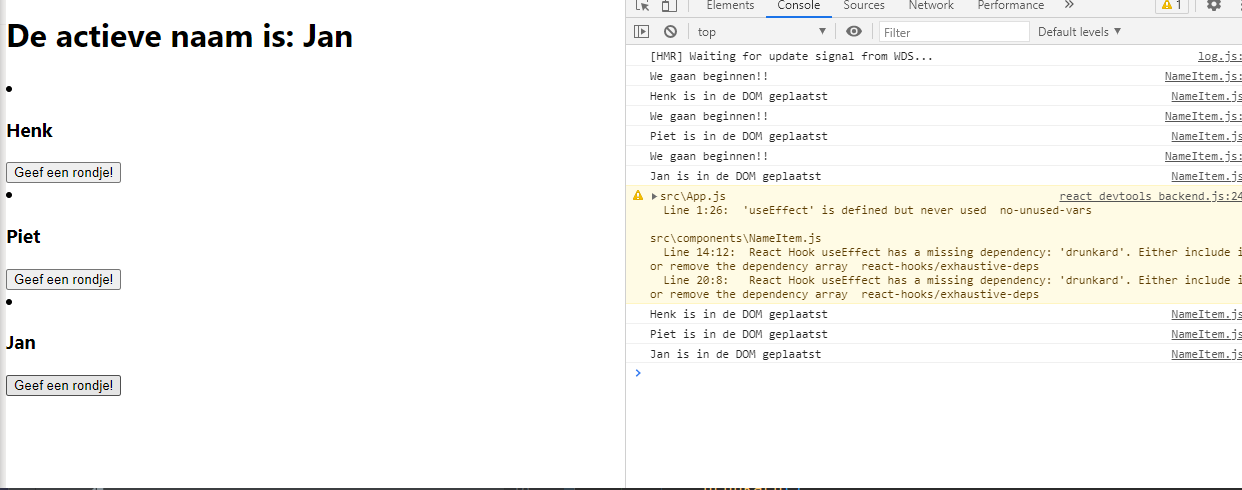 De actieve naam is: Jan
Henk
Geef een rondje!
Piet
Geef een rondje!
Jan
Geef een rondje!
Elements Console Sources Network Performance » 1
top Filter Default levels
[HMR] Waiting for update signal from WDS... log.js:
We gaan beginnen!! NameItem.js:
Henk is in de DOM geplaatst NameItem.js
We gaan beginnen!! NameItem.js:
Piet is in de DOM geplaatst NameItem.js
We gaan beginnen!! NameItem.js:
Jan is in de DOM geplaatst NameItem.js
src\App.js react devtools backend.js:24
Line 1:26: 'useEffect' is defined but never used no-unused-vars
src\components\NameItem.js
Line 14:12: React Hook useEffect has a missing dependency: 'drunkard'. Either include i
or remove the dependency array react-hooks/exhaustive-deps
Line 20:8: React Hook useEffect has a missing dependency: 'drunkard'. Either include i
or remove the dependency array react-hooks/exhaustive-deps
Henk is in de DOM geplaatst NameItem.js
Piet is in de DOM geplaatst NameItem.js
Jan is in de DOM geplaatst NameItem.js